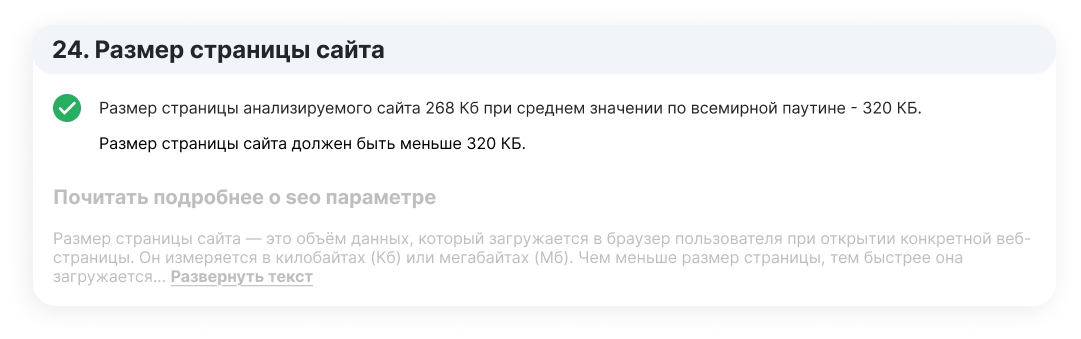 24. Размер страницы сайта
Размер страницы анализируемого сайта 268 Кб при среднем значении по всемирной паутине - 320 КБ.
Размер страницы сайта должен быть меньше 320 КБ.
Почитать подробнее о seo параметре
Размер страницы сайта — это объём данных, который загружается в браузер пользователя при открытии конкретной веб-
страницы. Он измеряется в килобайтах (Кб) или мегабайтах (Мб). Чем меньше размер страницы, тем быстрее она
загружается... Развернуть текст